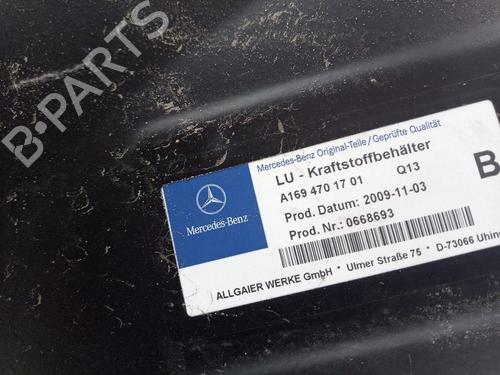 B-PARTS
Mercedes-Benz Original-Teile/Geprüfte Qualität
LU - Kraftstoffbehälter
A169 470 17 01 Q13
B
Prod. Datum: 2009-11-03
Prod. Nr.: 0668693
Mercedes-Benz
ALLGAIER WERKE GmbH * Ulmer Straße 75 * D-73066 Uhin